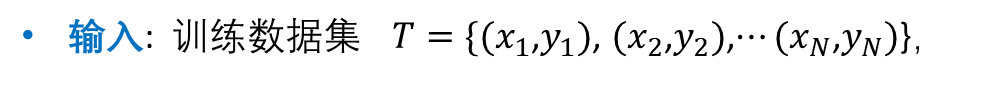 • 输入: 训练数据集 T = {(x₁,y₁), (x₂,y₂),⋯ (x_N,y_N)},